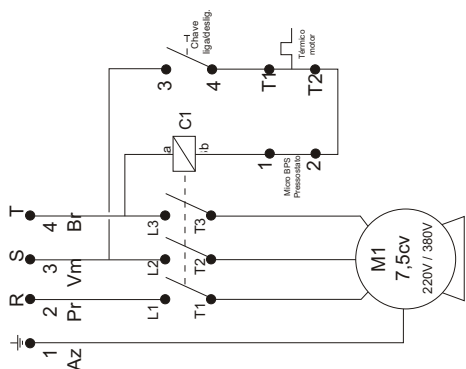 R
S
T
1
2
3
4
Az
Pr
Vm
Br
L1
L2
L3
T1
T2
T3
a
C1
b
3
Chave
liga/deslig.
4
T1
Térmico
motor
T2
1
Micro BPS
Pressostato
2
M1
7,5cv
220V / 380V